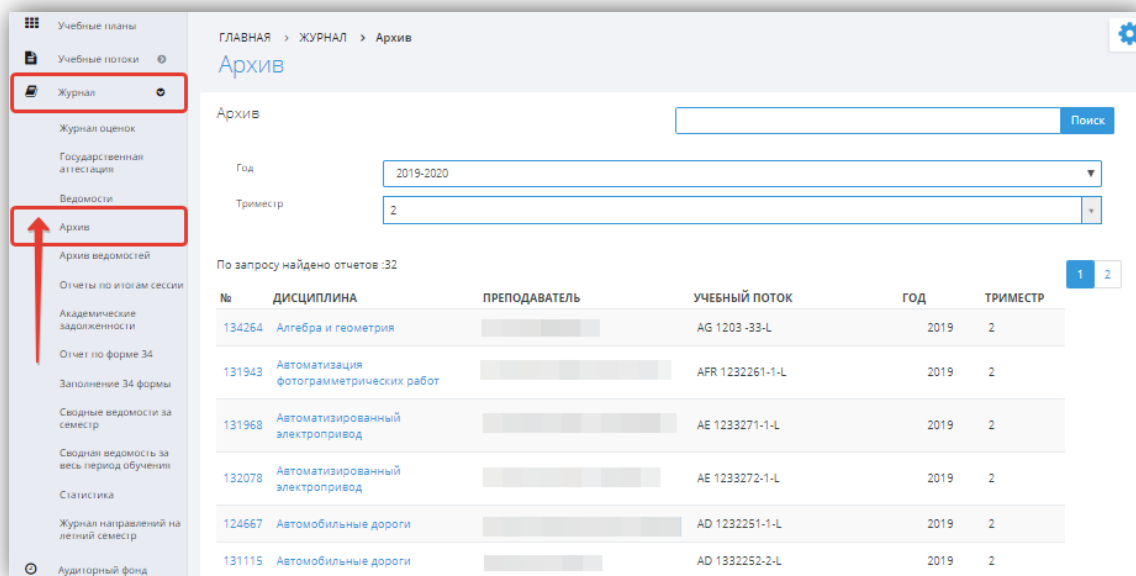 Учебные планы
Учебные потоки
Журнал
Журнал оценок
Государственная
аттестация
Ведомости
Архив
Архив ведомостей
Отчеты по итогам сессии
Академические
задолженности
Отчет по форме 34
Заполнение 34 формы
Сводные ведомости за
семестр
Сводная ведомость за
весь период обучения
Статистика
Журнал направлений на
летний семестр
Аудиторный фонд
ГЛАВНАЯ > ЖУРНАЛ > Архив
Архив
Архив
Поиск
Год 2019-2020
Триместр 2
По запросу найдено отчетов :32
1 2
№ ДИСЦИПЛИНА ПРЕПОДАВАТЕЛЬ УЧЕБНЫЙ ПОТОК ГОД ТРИМЕСТР
134264 Алгебра и геометрия AG 1203 -33-L 2019 2
131943 Автоматизация
фотограмметрических работ AFR 1232261-1-L 2019 2
131968 Автоматизированный
электропривод AE 1233271-1-L 2019 2
132078 Автоматизированный
электропривод AE 1233272-1-L 2019 2
124667 Автомобильные дороги AD 1232251-1-L 2019 2
131115 Автомобильные дороги AD 1332252-2-L 2019 2